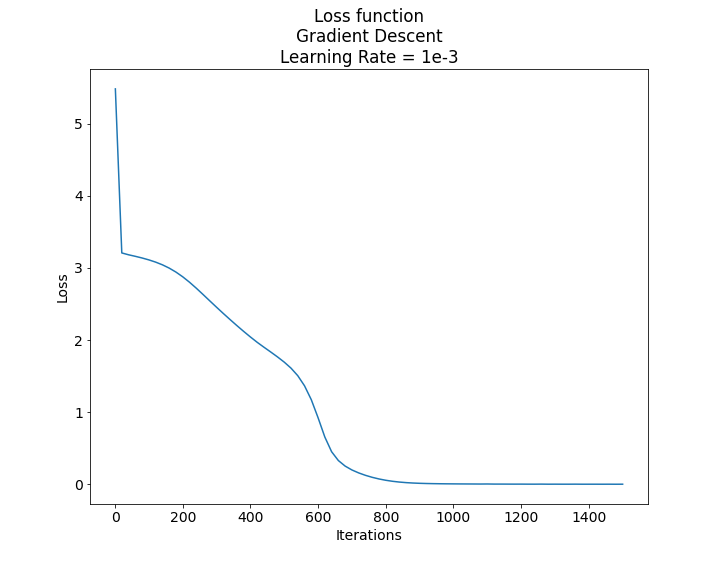 Loss function
Gradient Descent
Learning Rate = 1e-3
Loss
5
4
3
2
1
0
0 200 400 600 800 1000 1200 1400
Iterations